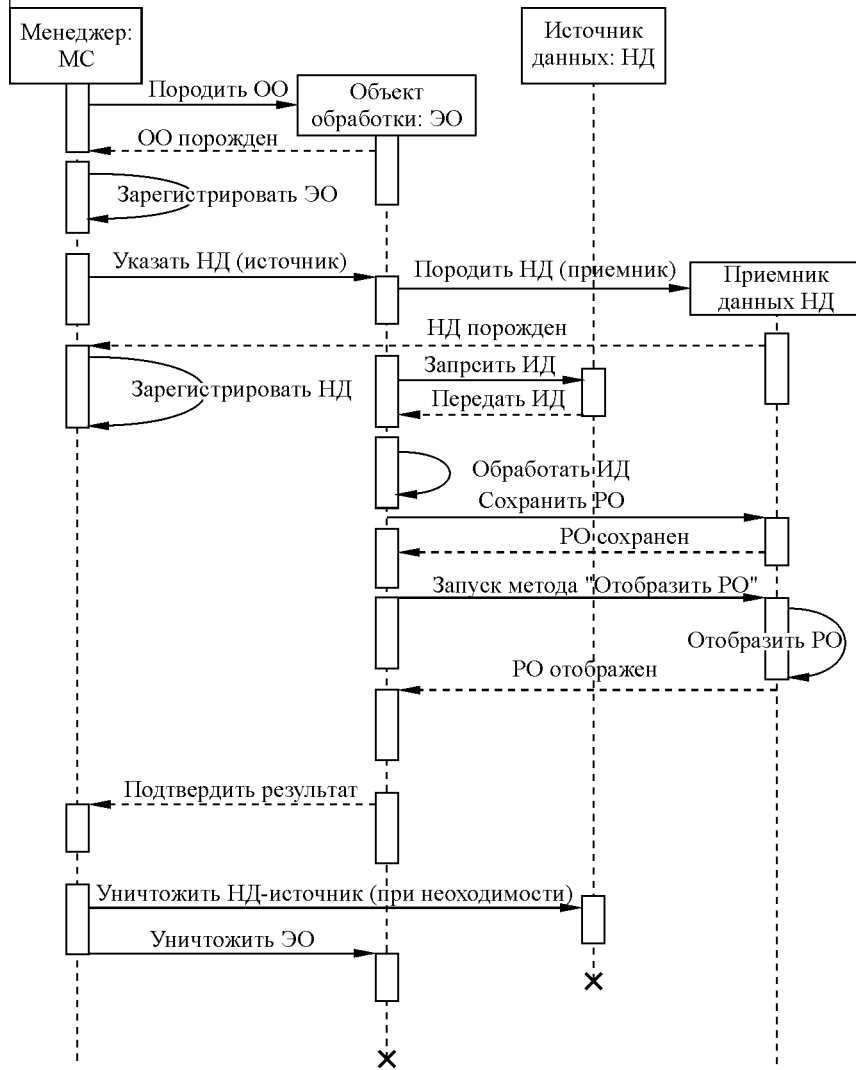 Менеджер:
МС
Источник
данных: НД
Породить ОО
Объект
обработки: ЭО
ОО порожден
Зарегистрировать ЭО
Указать НД (источник)
Породить НД (приемник)
Приемник
данных НД
НД порожден
Запрсить ИД
Зарегистрировать НД
Передать ИД
Обработать ИД
Сохранить РО
РО сохранен
Запуск метода "Отобразить РО"
Отобразить РО
РО отображен
Подтвердить результат
Уничтожить НД-источник (при неоходимости)
Уничтожить ЭО